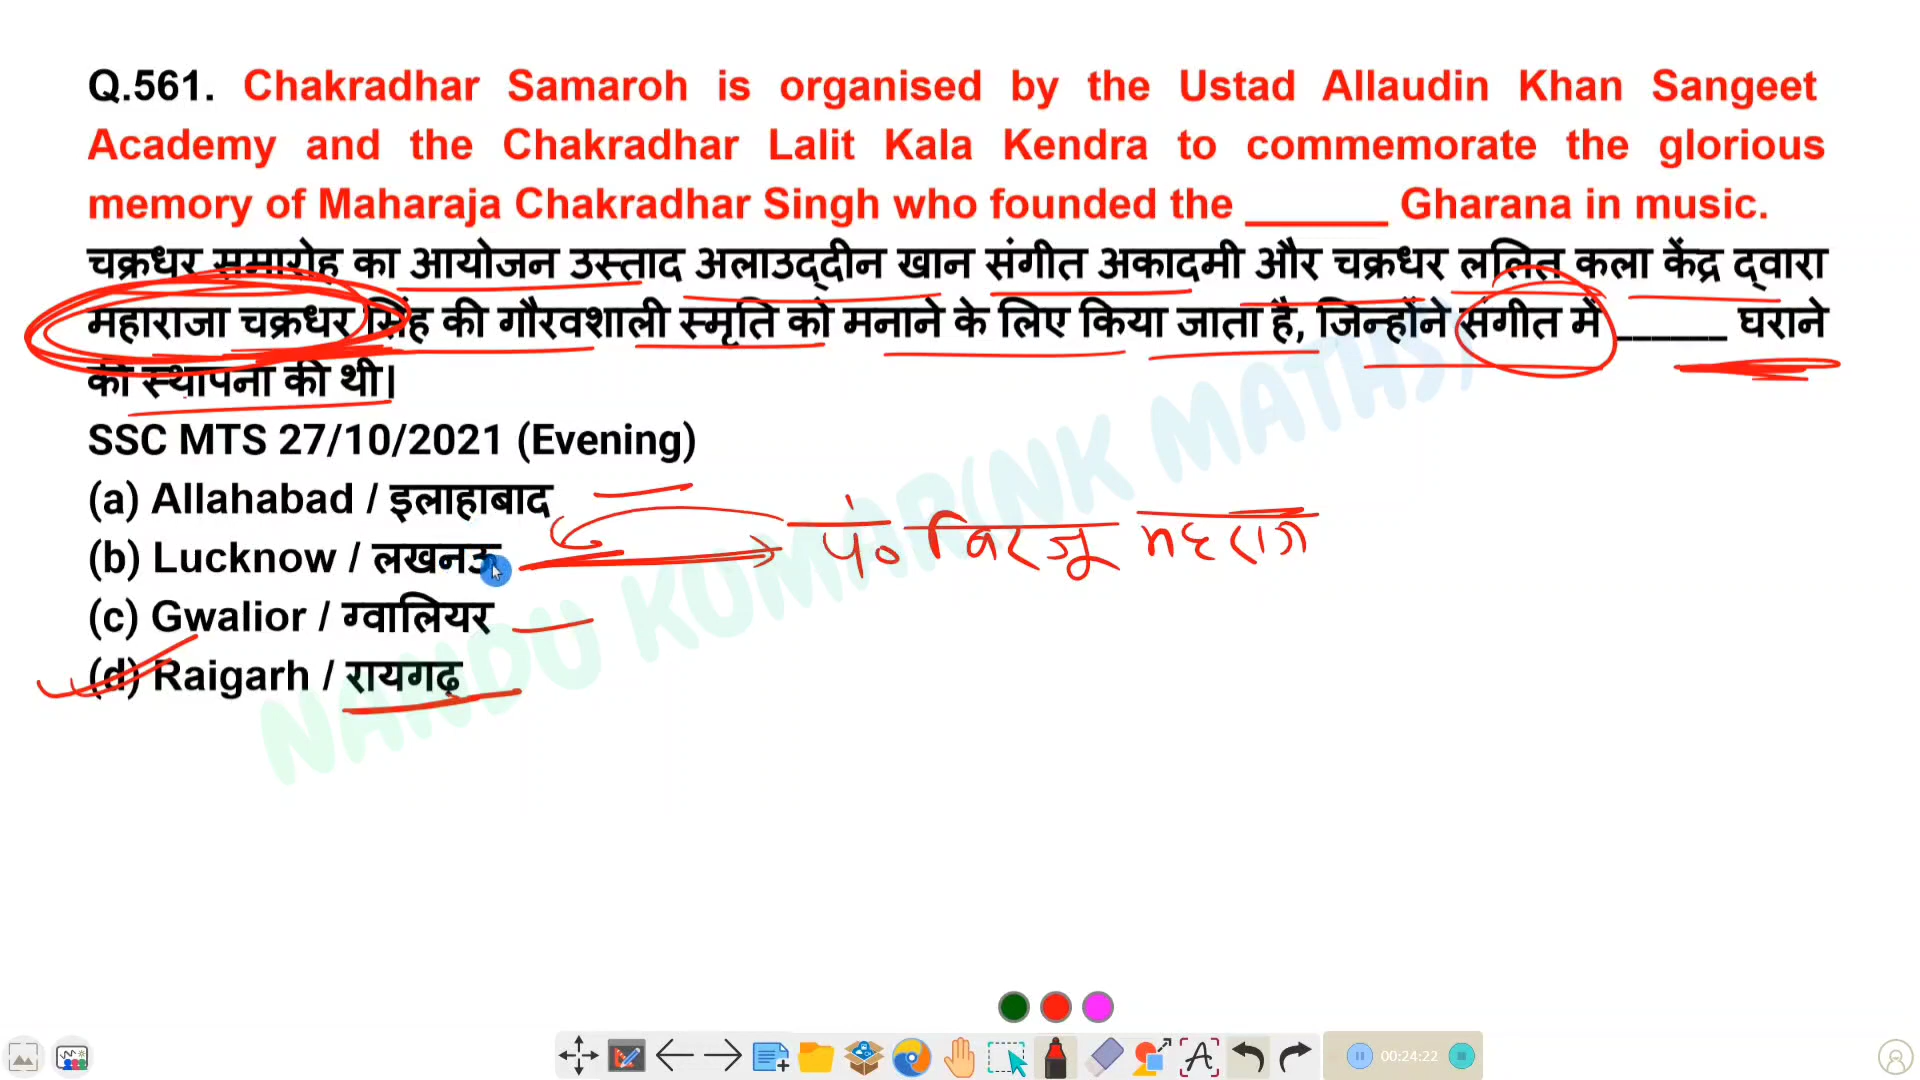 Q.561. Chakradhar Samaroh is organised by the Ustad Allaudin Khan Sangeet
Academy and the Chakradhar Lalit Kala Kendra to commemorate the glorious
memory of Maharaja Chakradhar Singh who founded the ______ Gharana in music.
चक्रधर समारोह का आयोजन उस्ताद अलाउद्दीन खान संगीत अकादमी और चक्रधर ललित कला केंद्र द्वारा
महाराजा चक्रधर सिंह की गौरवशाली स्मृति को मनाने के लिए किया जाता है, जिन्होंने संगीत में ______ घराने
की स्थापना की थी।
SSC MTS 27/10/2021 (Evening)
(a) Allahabad / इलाहाबाद
(b) Lucknow / लखनऊ
पं० बिरजू महराज
(c) Gwalior / ग्वालियर
(d) Raigarh / रायगढ़
NANDU KUMAR(NK MATHS)
00:24:22